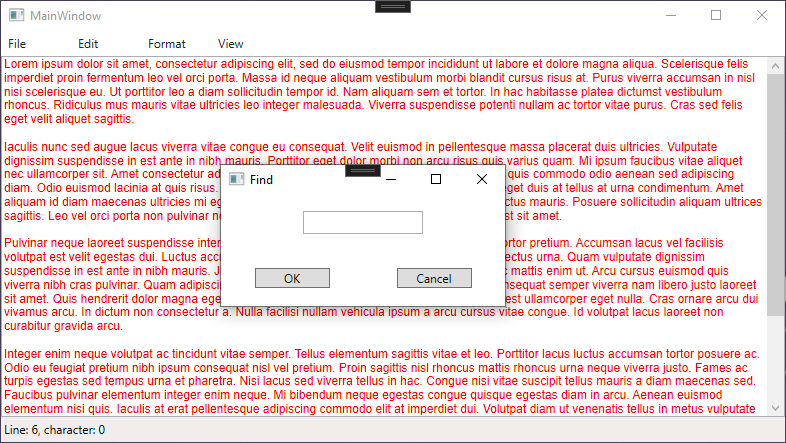 MainWindow
File Edit Format View
Lorem ipsum dolor sit amet, consectetur adipiscing elit, sed do eiusmod tempor incididunt ut labore et dolore magna aliqua. Scelerisque felis
imperdiet proin fermentum leo vel orci porta. Massa id neque aliquam vestibulum morbi blandit cursus risus at. Purus viverra accumsan in nisl
nisi scelerisque eu. Ut porttitor leo a diam sollicitudin tempor id. Nam aliquam sem et tortor. In hac habitasse platea dictumst vestibulum
rhoncus. Ridiculus mus mauris vitae ultricies leo integer malesuada. Viverra suspendisse potenti nullam ac tortor vitae purus. Cras sed felis
eget velit aliquet sagittis.
Iaculis nunc sed augue lacus viverra vitae congue eu consequat. Velit euismod in pellentesque massa placerat duis ultricies. Vulputate
dignissim suspendisse in est ante in nibh mauris. Porttitor eget dolor morbi non arcu risus quis varius quam. Mi ipsum faucibus vitae aliquet
nec ullamcorper sit. Amet consectetur ad quis commodo odio aenean sed adipiscing
diam. Odio euismod lacinia at quis risus. eget duis at tellus at urna condimentum. Amet
aliquam id diam maecenas ultricies mi eg ctus mauris. Posuere sollicitudin aliquam ultrices
sagittis. Leo vel orci porta non pulvinar ne st sit amet.
Find
Pulvinar neque laoreet suspendisse inter ortor pretium. Accumsan lacus vel facilisis
volutpat est velit egestas dui. Luctus accu ectus urna. Quam vulputate dignissim
suspendisse in est ante in nibh mauris. J c mattis enim ut. Arcu cursus euismod quis
viverra nibh cras pulvinar. Quam adipisci onsequat semper viverra nam libero justo laoreet
sit amet. Quis hendrerit dolor magna ege est ullamcorper eget nulla. Cras ornare arcu dui
OK Cancel
vivamus arcu. In dictum non consectetur a. Nulla facilisi nullam vehicula ipsum a arcu cursus vitae congue. Id volutpat lacus laoreet non
curabitur gravida arcu.
Integer enim neque volutpat ac tincidunt vitae semper. Tellus elementum sagittis vitae et leo. Porttitor lacus luctus accumsan tortor posuere ac.
Odio eu feugiat pretium nibh ipsum consequat nisl vel pretium. Proin sagittis nisl rhoncus mattis rhoncus urna neque viverra justo. Fames ac
turpis egestas sed tempus urna et pharetra. Nisi lacus sed viverra tellus in hac. Congue nisi vitae suscipit tellus mauris a diam maecenas sed.
Faucibus pulvinar elementum integer enim neque. Mi bibendum neque egestas congue quisque egestas diam in arcu. Aenean euismod
elementum nisi quis. Iaculis at erat pellentesque adipiscing commodo elit at imperdiet dui. Volutpat diam ut venenatis tellus in metus vulputate
Line: 6, character: 0